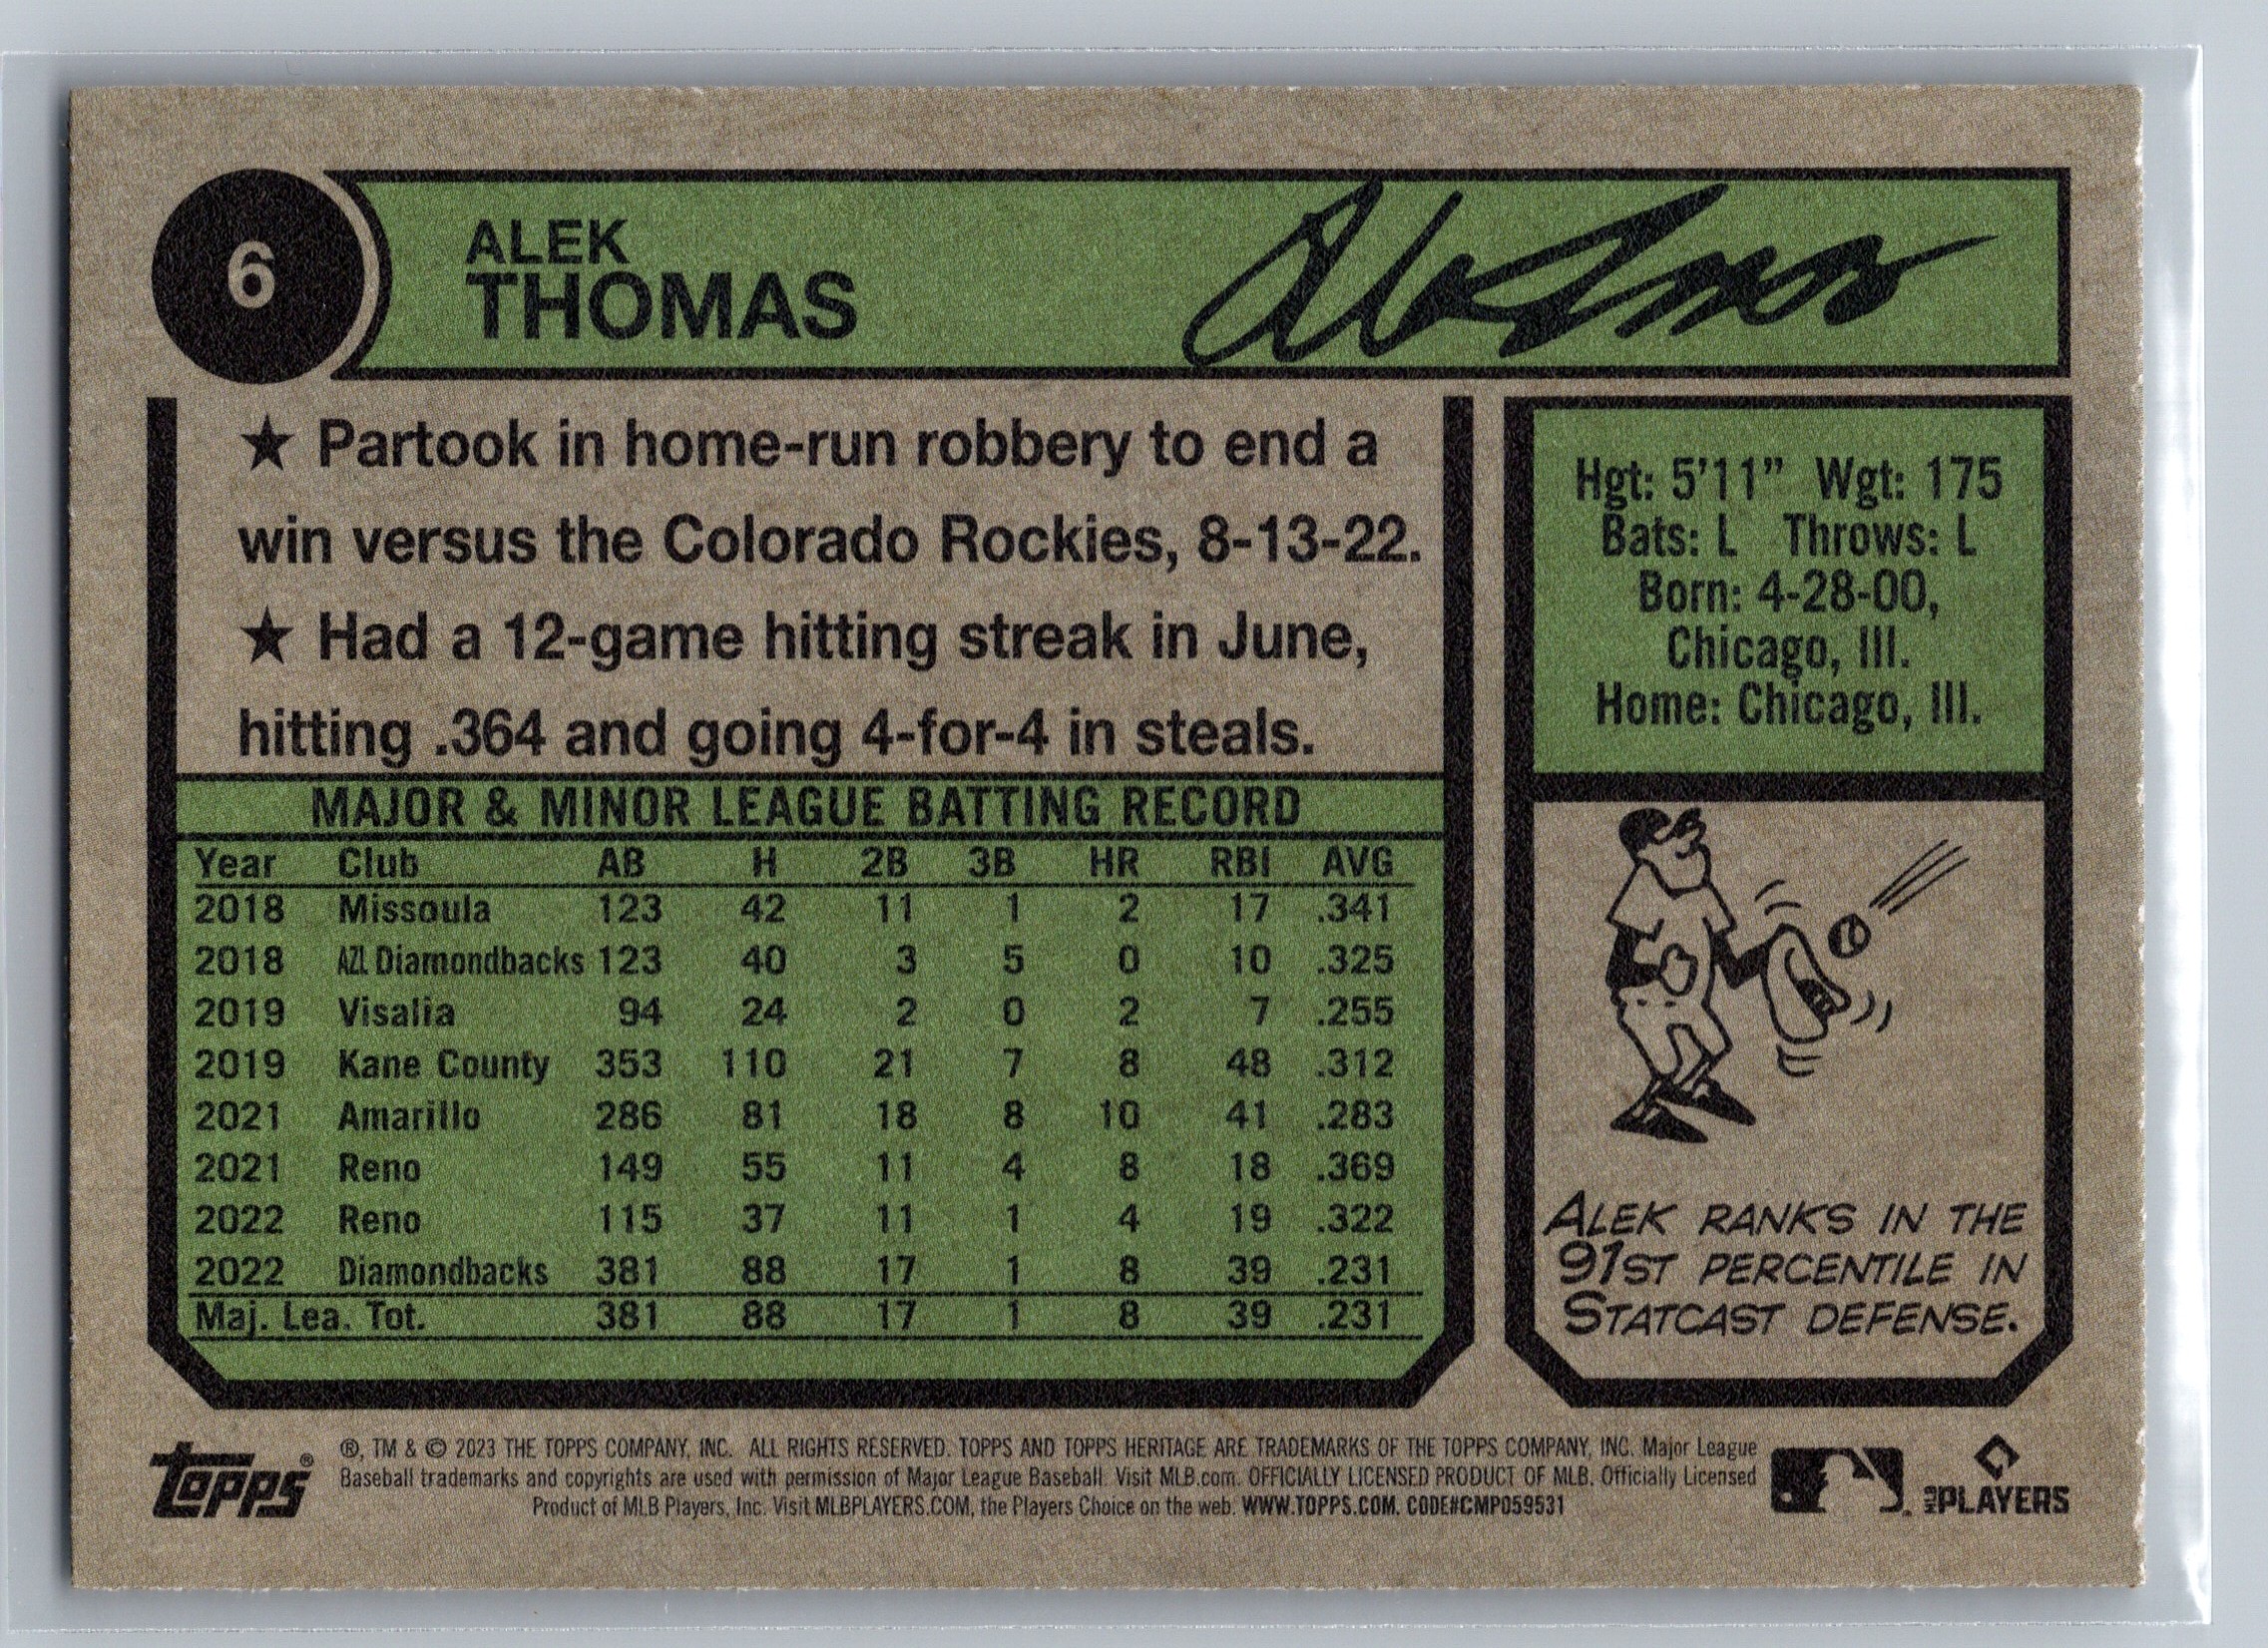 6
ALEK
THOMAS
★ Partook in home-run robbery to end a
win versus the Colorado Rockies, 8-13-22.
★ Had a 12-game hitting streak in June,
hitting .364 and going 4-for-4 in steals.
Hgt: 5'11” Wgt: 175
Bats: L Throws: L
Born: 4-28-00,
Chicago, Ill.
Home: Chicago, Ill.
MAJOR & MINOR LEAGUE BATTING RECORD
Year Club AB H 2B 3B HR RBI AVG
2018 Missoula 123 42 11 1 2 17 .341
2018 AZL Diamondbacks 123 40 3 5 0 10 .325
2019 Visalia 94 24 2 0 2 7 .255
2019 Kane County 353 110 21 7 8 48 .312
2021 Amarillo 286 81 18 8 10 41 .283
2021 Reno 149 55 11 4 8 18 .369
2022 Reno 115 37 11 1 4 19 .322
2022 Diamondbacks 381 88 17 1 8 39 .231
Maj. Lea. Tot. 381 88 17 1 8 39 .231
ALEK RANKS IN THE
91ST PERCENTILE IN
STATCAST DEFENSE.
topps®
®, TM & © 2023 THE TOPPS COMPANY, INC. ALL RIGHTS RESERVED. TOPPS AND TOPPS HERITAGE ARE TRADEMARKS OF THE TOPPS COMPANY, INC. Major League
Baseball trademarks and copyrights are used with permission of Major League Baseball. Visit MLB.com. OFFICIALLY LICENSED PRODUCT OF MLB. Officially Licensed
Product of MLB Players, Inc. Visit MLBPLAYERS.COM, the Players Choice on the web. WWW.TOPPS.COM. CODE#CMP059531
MLB PLAYERS